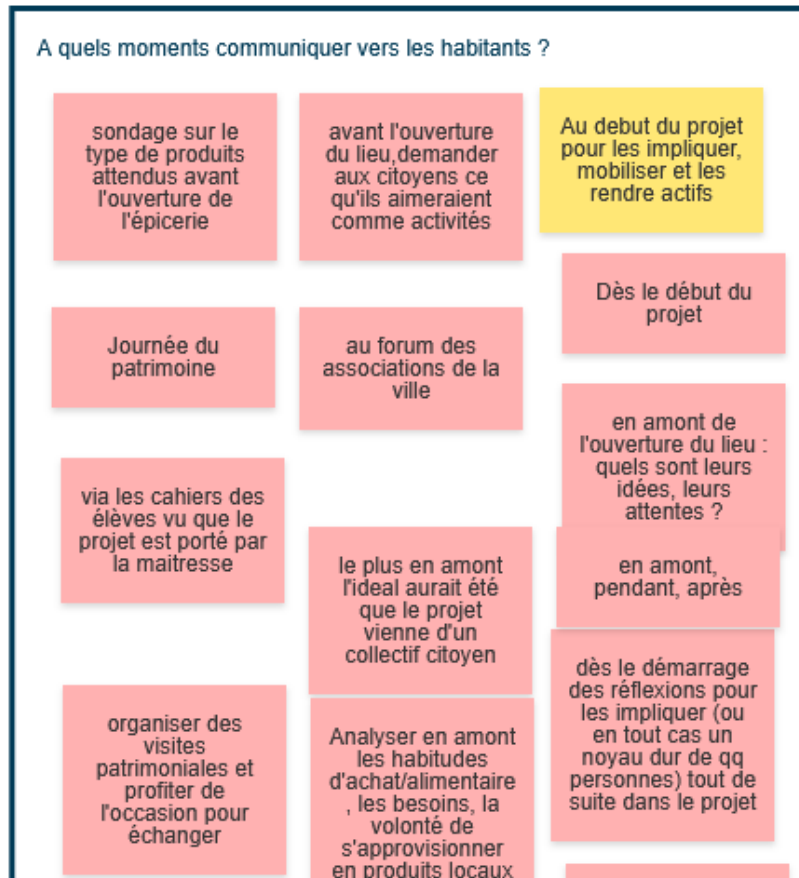 A quels moments communiquer vers les habitants ?
sondage sur le
type de produits
attendus avant
l'ouverture de
l'épicerie
avant l'ouverture
du lieu,demander
aux citoyens ce
qu'ils aimeraient
comme activités
Au debut du projet
pour les impliquer,
mobiliser et les
rendre actifs
Dès le début du
projet
Journée du
patrimoine
au forum des
associations de la
ville
en amont de
l'ouverture du lieu :
quels sont leurs
idées, leurs
attentes ?
via les cahiers des
élèves vu que le
projet est porté par
la maitresse
le plus en amont
l'ideal aurait été
que le projet
vienne d'un
collectif citoyen
en amont,
pendant, après
dès le démarrage
des réflexions pour
les impliquer (ou
en tout cas un
noyau dur de qq
personnes) tout de
suite dans le projet
organiser des
visites
patrimoniales et
profiter de
l'occasion pour
échanger
Analyser en amont
les habitudes
d'achat/alimentaire
, les besoins, la
volonté de
s'approvisionner
en produits locaux